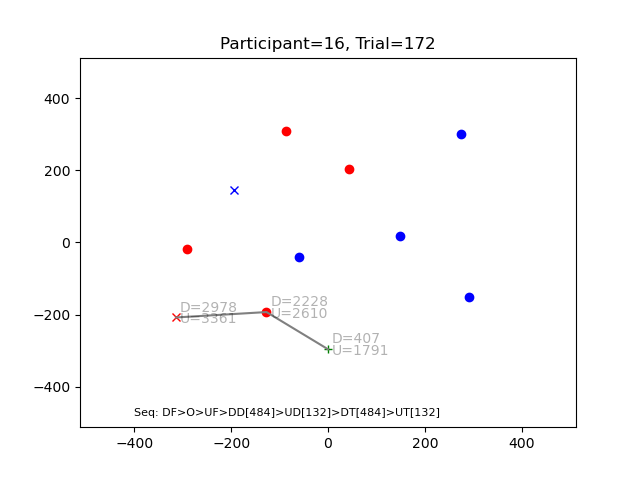 Participant=16, Trial=172
400
200
0
−200
−400
D=2978
U=3361
D=2228
U=2610
D=407
U=1791
Seq: DF>O>UF>DD[484]>UD[132]>DT[484]>UT[132]
−400 −200 0 200 400